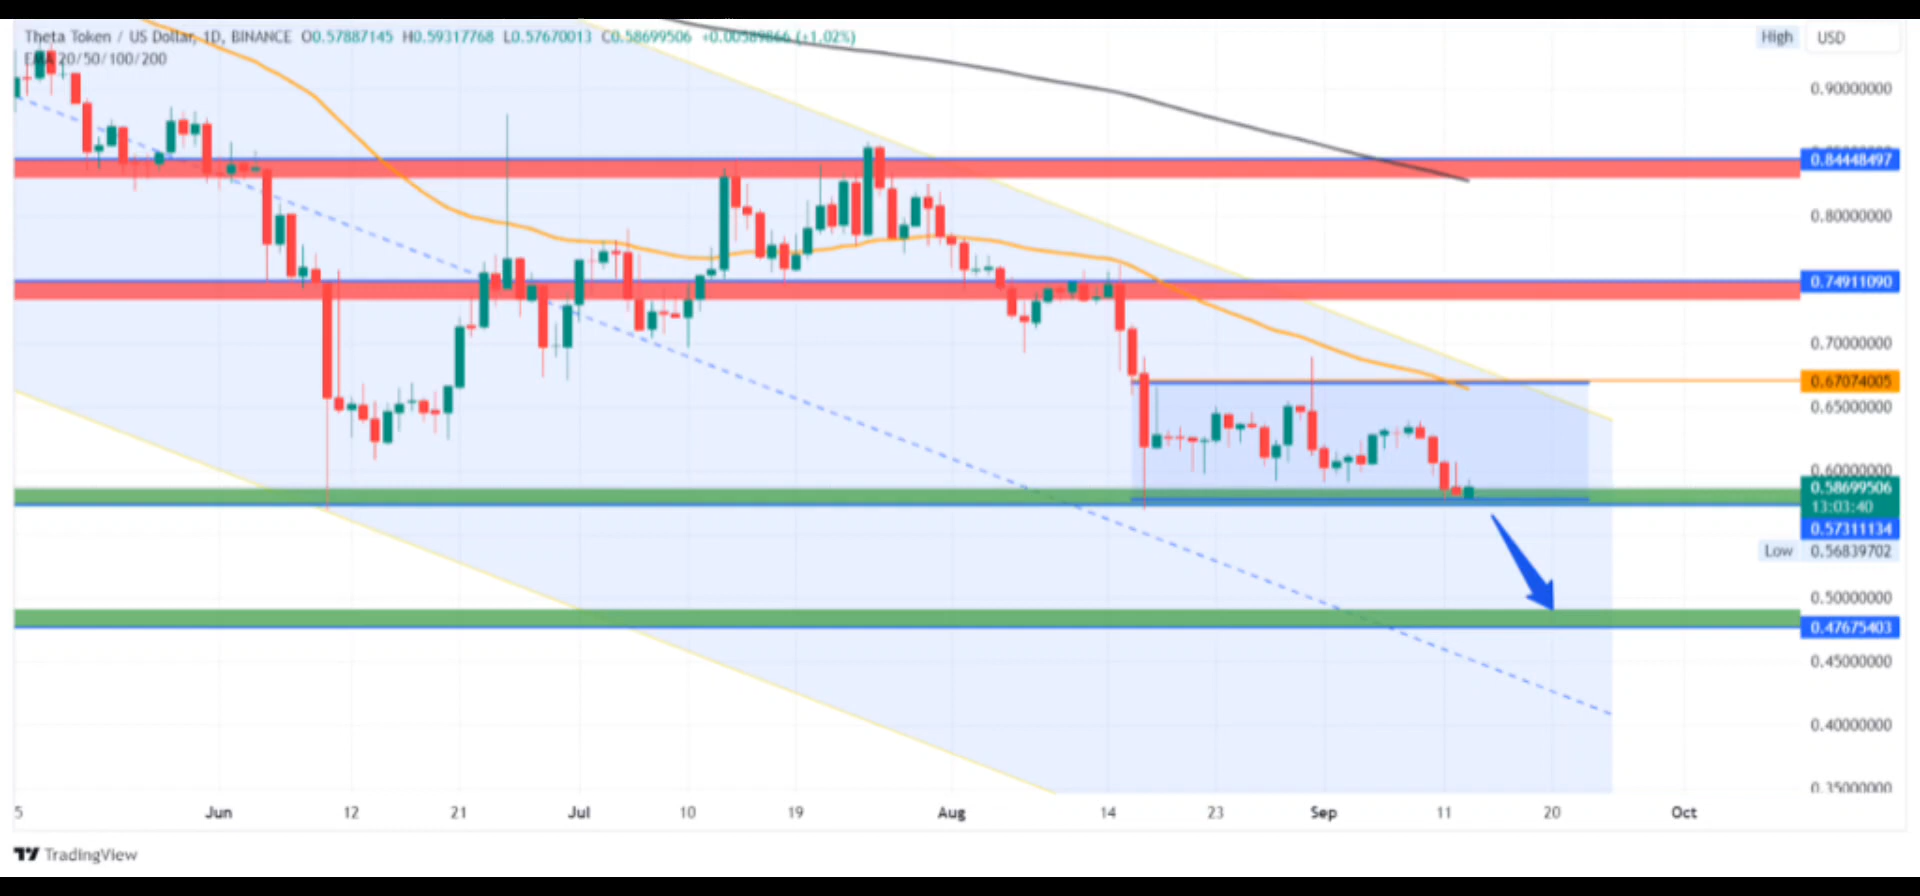 Theta Token / US Dollar, 1D, BINANCE O0.57887145 H0.59317768 L0.57670013 C0.58699506 +0.00589866 (+1.02%)
EMA 20/50/100/200
High
USD
0.90000000
0.84448497
0.80000000
0.74911090
0.70000000
0.67074005
0.65000000
0.60000000
0.58699506
13:03:40
0.57311134
Low 0.56839702
0.50000000
0.47675403
0.45000000
0.40000000
0.35000000
5 Jun 12 21 Jul 10 19 Aug 14 23 Sep 11 20 Oct
TradingView